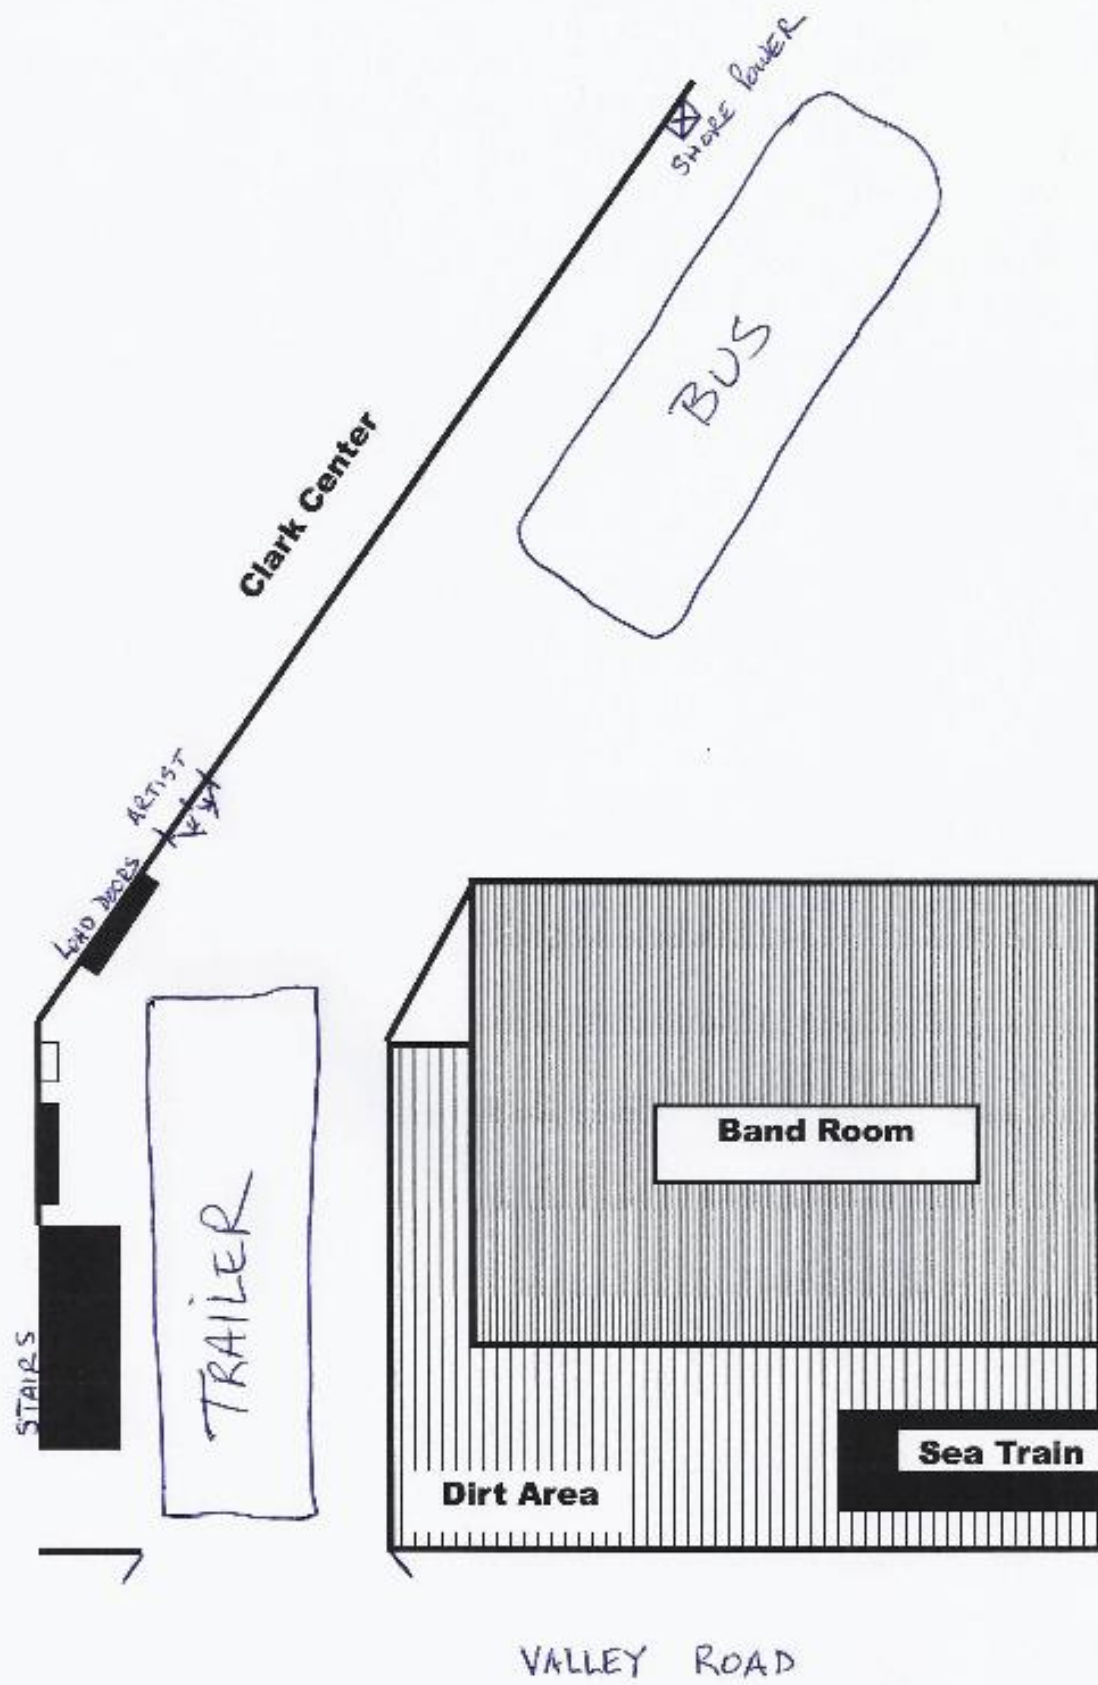 SHORE POWER
BUS
Clark Center
ARTIST
LOAD DOORS
Band Room
TRAILER
STAIRS
Sea Train
Dirt Area
VALLEY ROAD